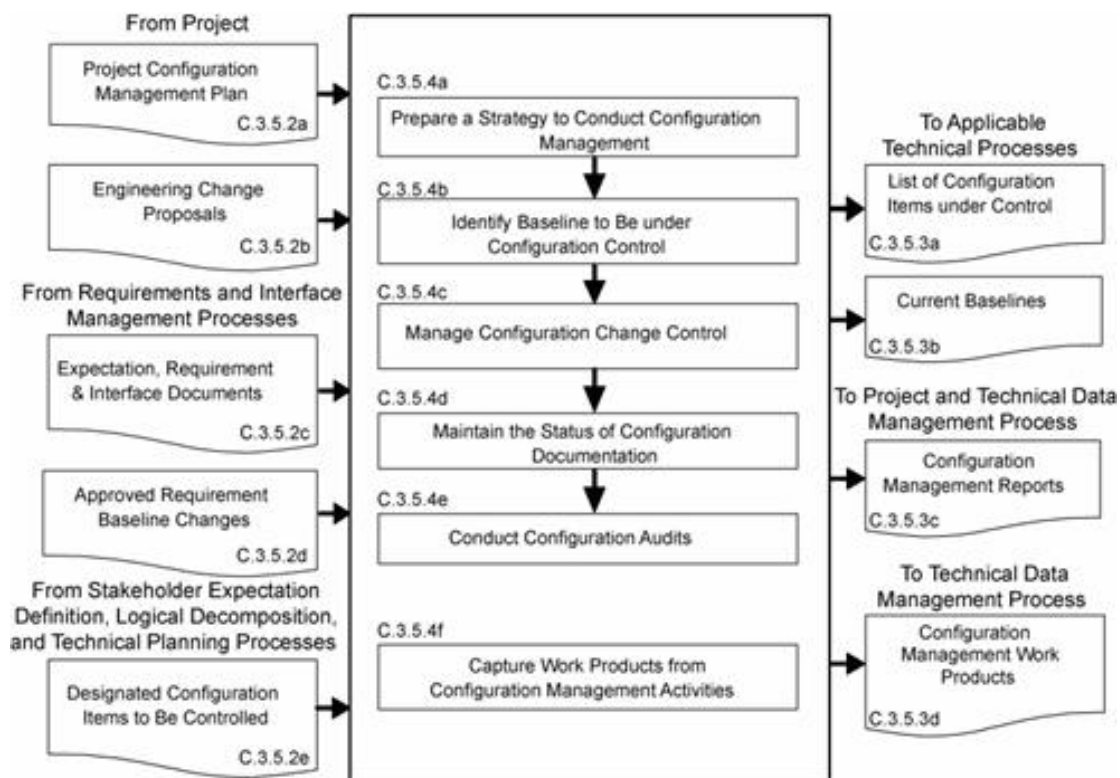 From Project
Project Configuration
Management Plan
C.3.5.2a
Engineering Change
Proposals
C.3.5.2b
From Requirements and Interface
Management Processes
Expectation, Requirement
& Interface Documents
C.3.5.2c
Approved Requirement
Baseline Changes
C.3.5.2d
From Stakeholder Expectation
Definition, Logical Decomposition,
and Technical Planning Processes
Designated Configuration
Items to Be Controlled
C.3.5.2e
C.3.5.4a
Prepare a Strategy to Conduct Configuration
Management
C.3.5.4b
Identify Baseline to Be under
Configuration Control
C.3.5.4c
Manage Configuration Change Control
C.3.5.4d
Maintain the Status of Configuration
Documentation
C.3.5.4e
Conduct Configuration Audits
C.3.5.4f
Capture Work Products from
Configuration Management Activities
To Applicable
Technical Processes
List of Configuration
Items under Control
C.3.5.3a
Current Baselines
C.3.5.3b
To Project and Technical Data
Management Process
Configuration
Management Reports
C.3.5.3c
To Technical Data
Management Process
Configuration
Management Work
Products
C.3.5.3d